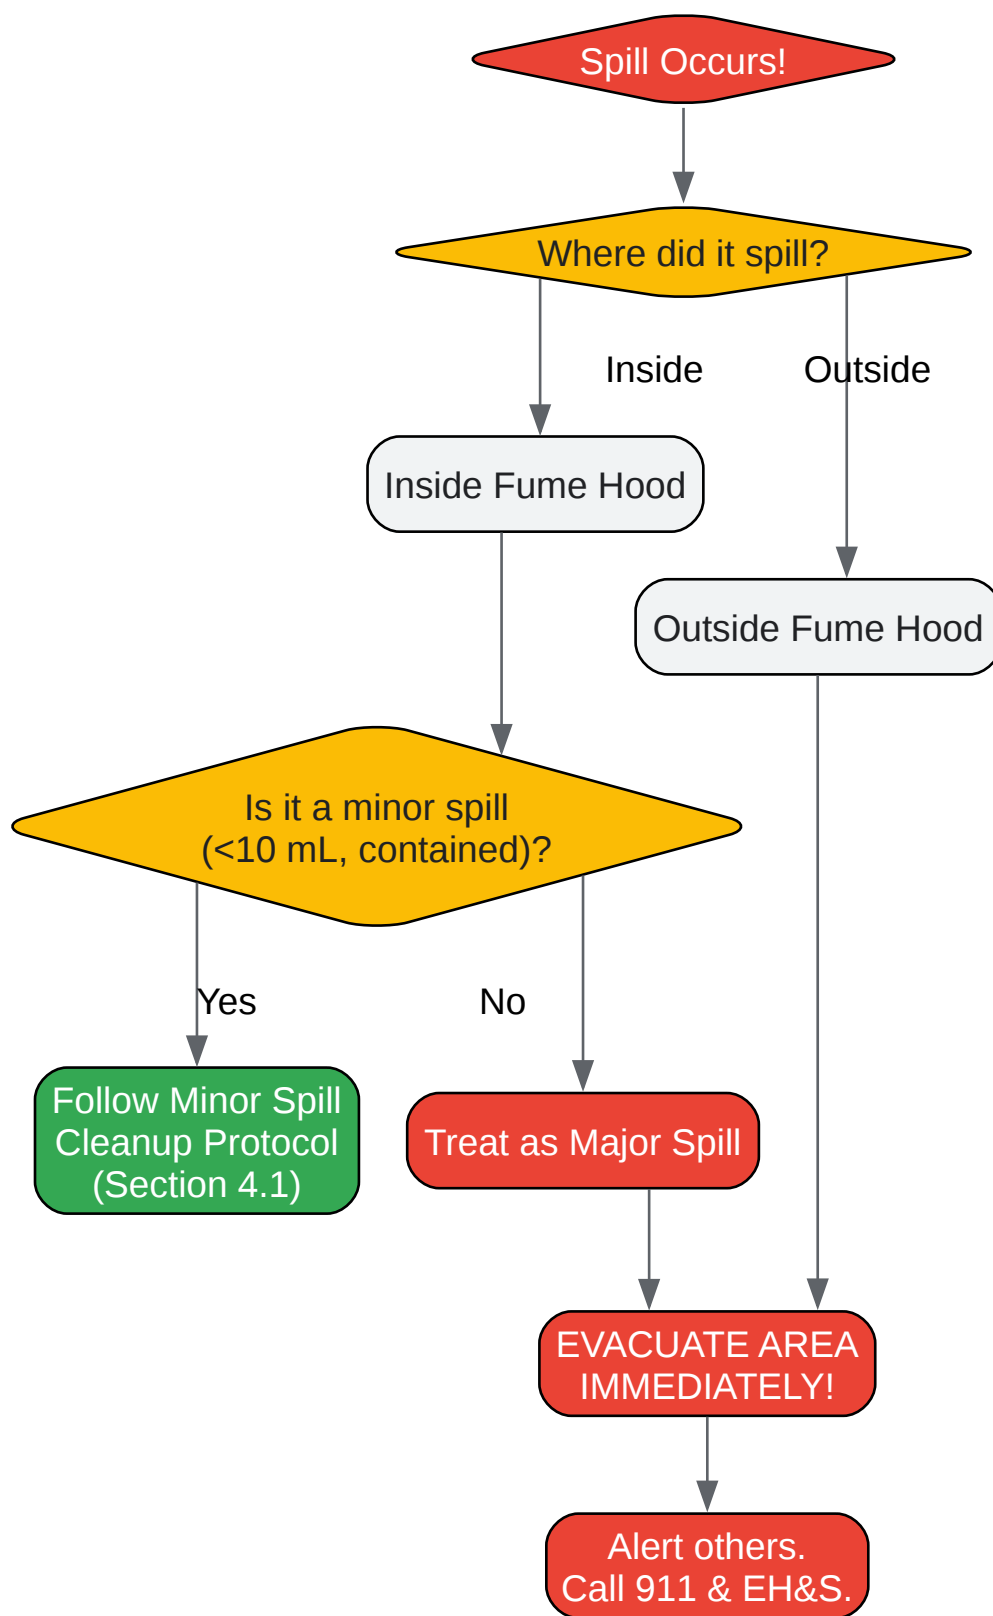 Spill Occurs!
Where did it spill?
Inside
Outside
Inside Fume Hood
Outside Fume Hood
Is it a minor spill
(<10 mL, contained)?
Yes
No
Follow Minor Spill
Cleanup Protocol
(Section 4.1)
Treat as Major Spill
EVACUATE AREA
IMMEDIATELY!
Alert others.
Call 911 & EH&S.